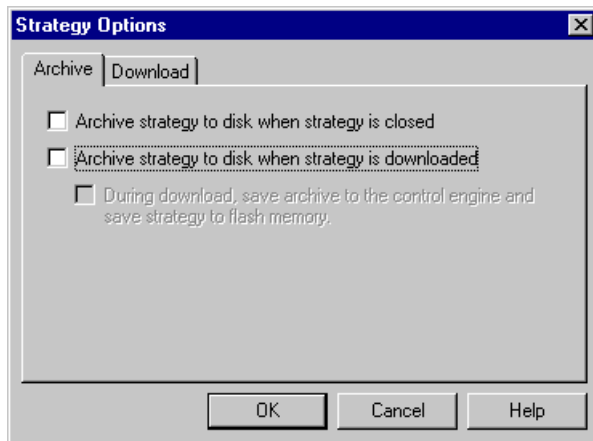 Strategy Options
Archive
Download
Archive strategy to disk when strategy is closed
Archive strategy to disk when strategy is downloaded
During download, save archive to the control engine and
save strategy to flash memory.
OK
Cancel
Help